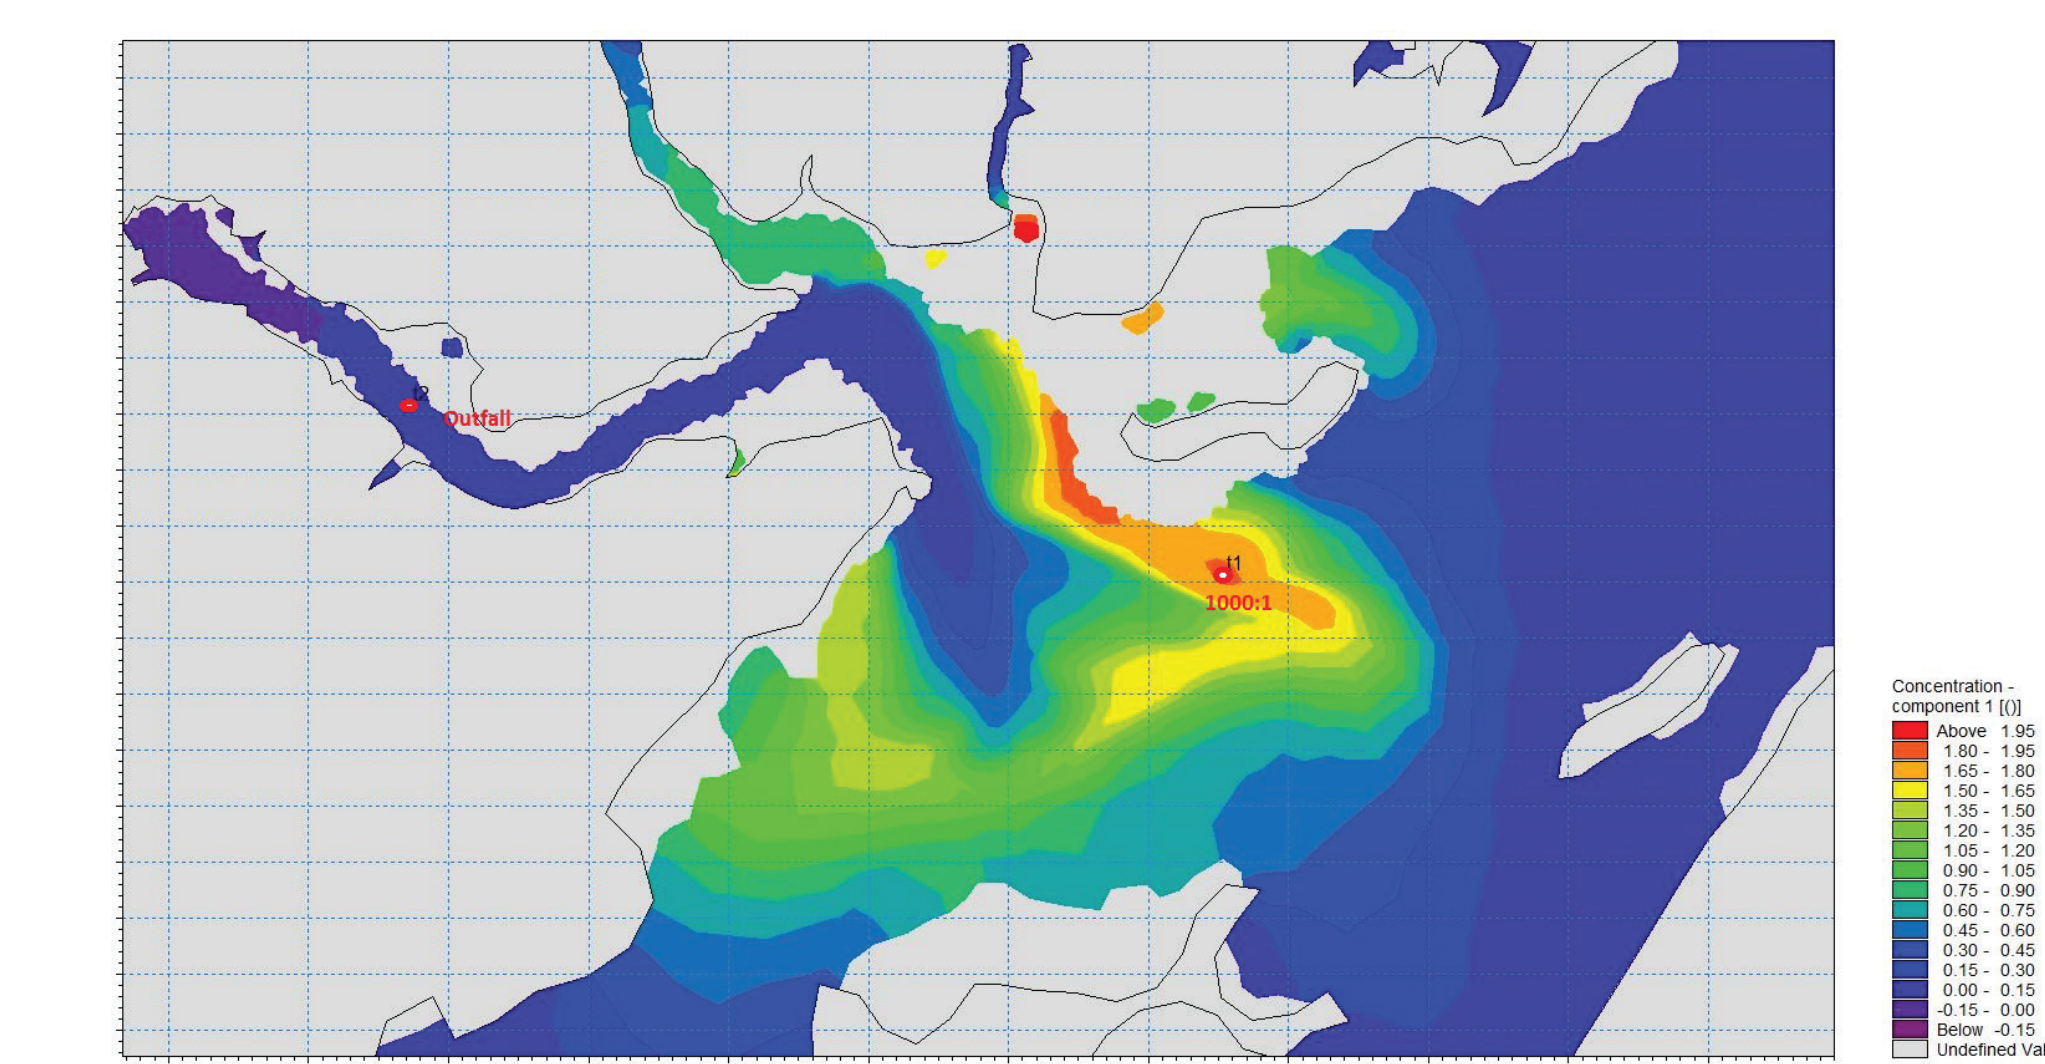 t2
Outfall
t1
1000:1
Concentration -
component 1 [()]
Above 1.95
1.80 - 1.95
1.65 - 1.80
1.50 - 1.65
1.35 - 1.50
1.20 - 1.35
1.05 - 1.20
0.90 - 1.05
0.75 - 0.90
0.60 - 0.75
0.45 - 0.60
0.30 - 0.45
0.15 - 0.30
0.00 - 0.15
-0.15 - 0.00
Below -0.15
Undefined Val